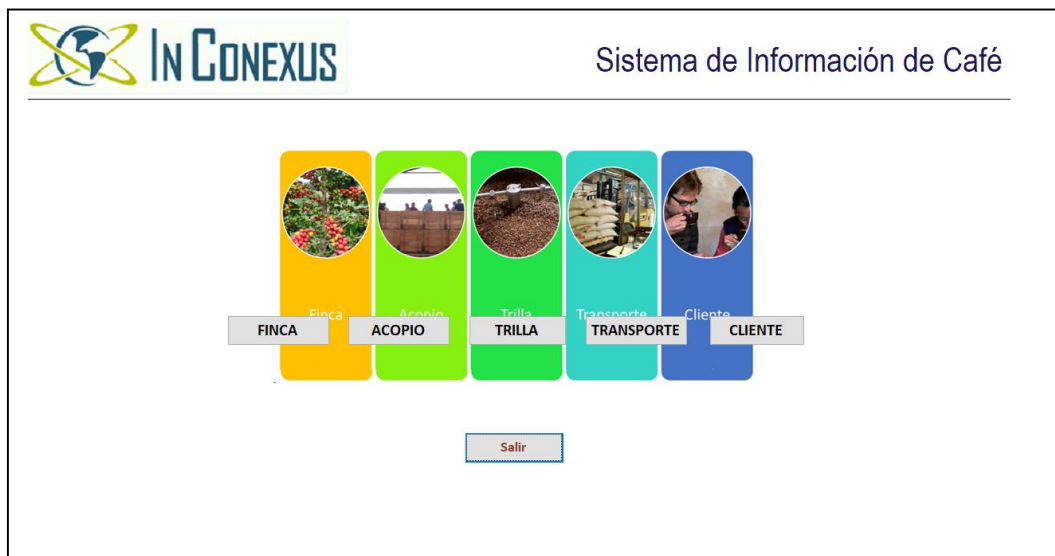 IN CONEXUS
Sistema de Información de Café
Finca Acopio Trilla Transporte Cliente
FINCA ACOPIO TRILLA TRANSPORTE CLIENTE
Salir